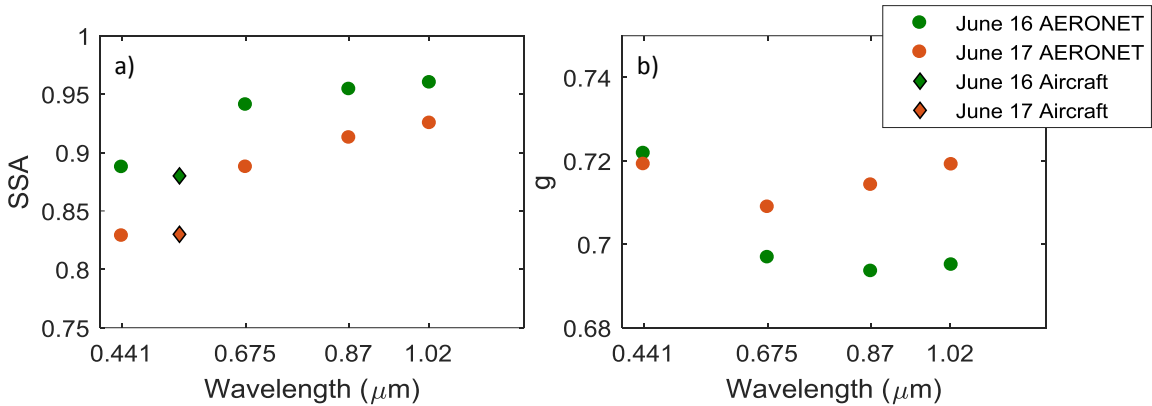 a)
1
0.95
0.9
0.85
0.8
0.75
SSA
0.441 0.675 0.87 1.02
Wavelength (μm)
b)
0.74
0.72
0.7
0.68
g
0.441 0.675 0.87 1.02
Wavelength (μm)
June 16 AERONET
June 17 AERONET
June 16 Aircraft
June 17 Aircraft